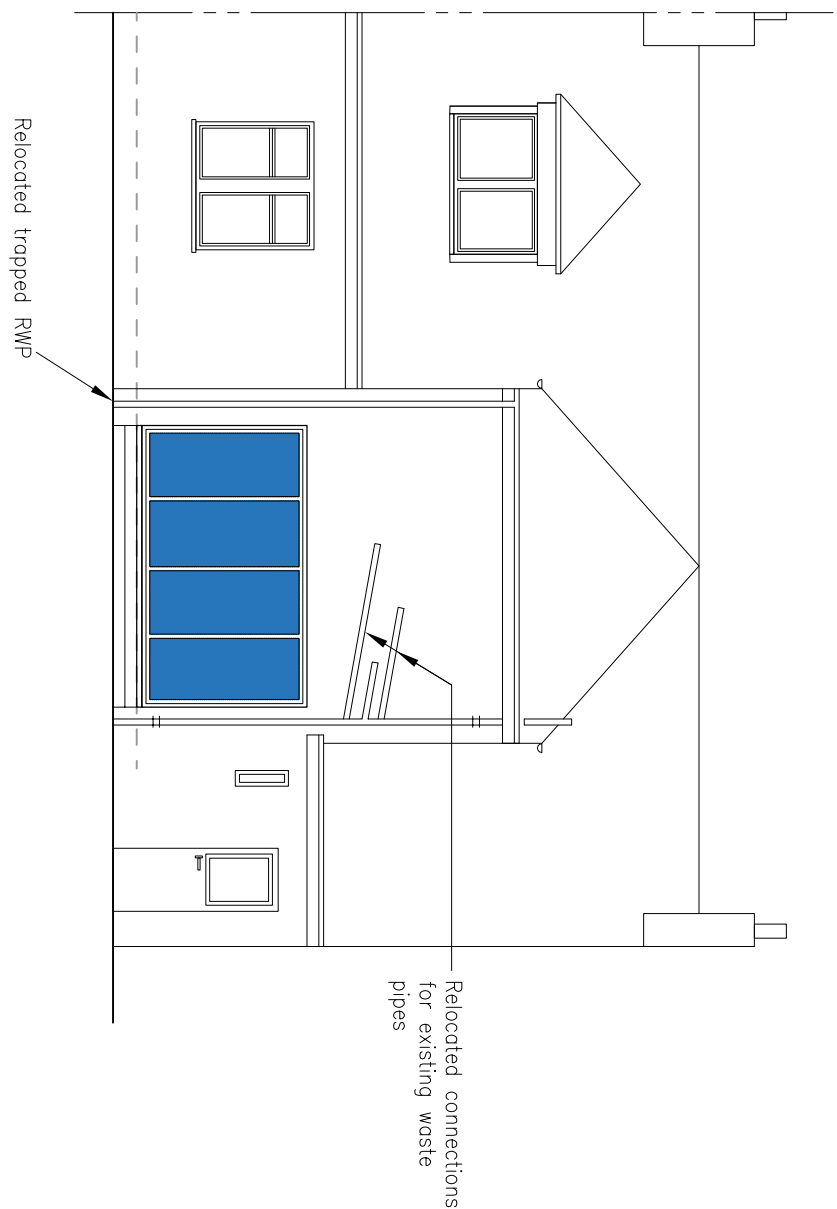 Relocated trapped RWP
Relocated connections
for existing waste
pipes